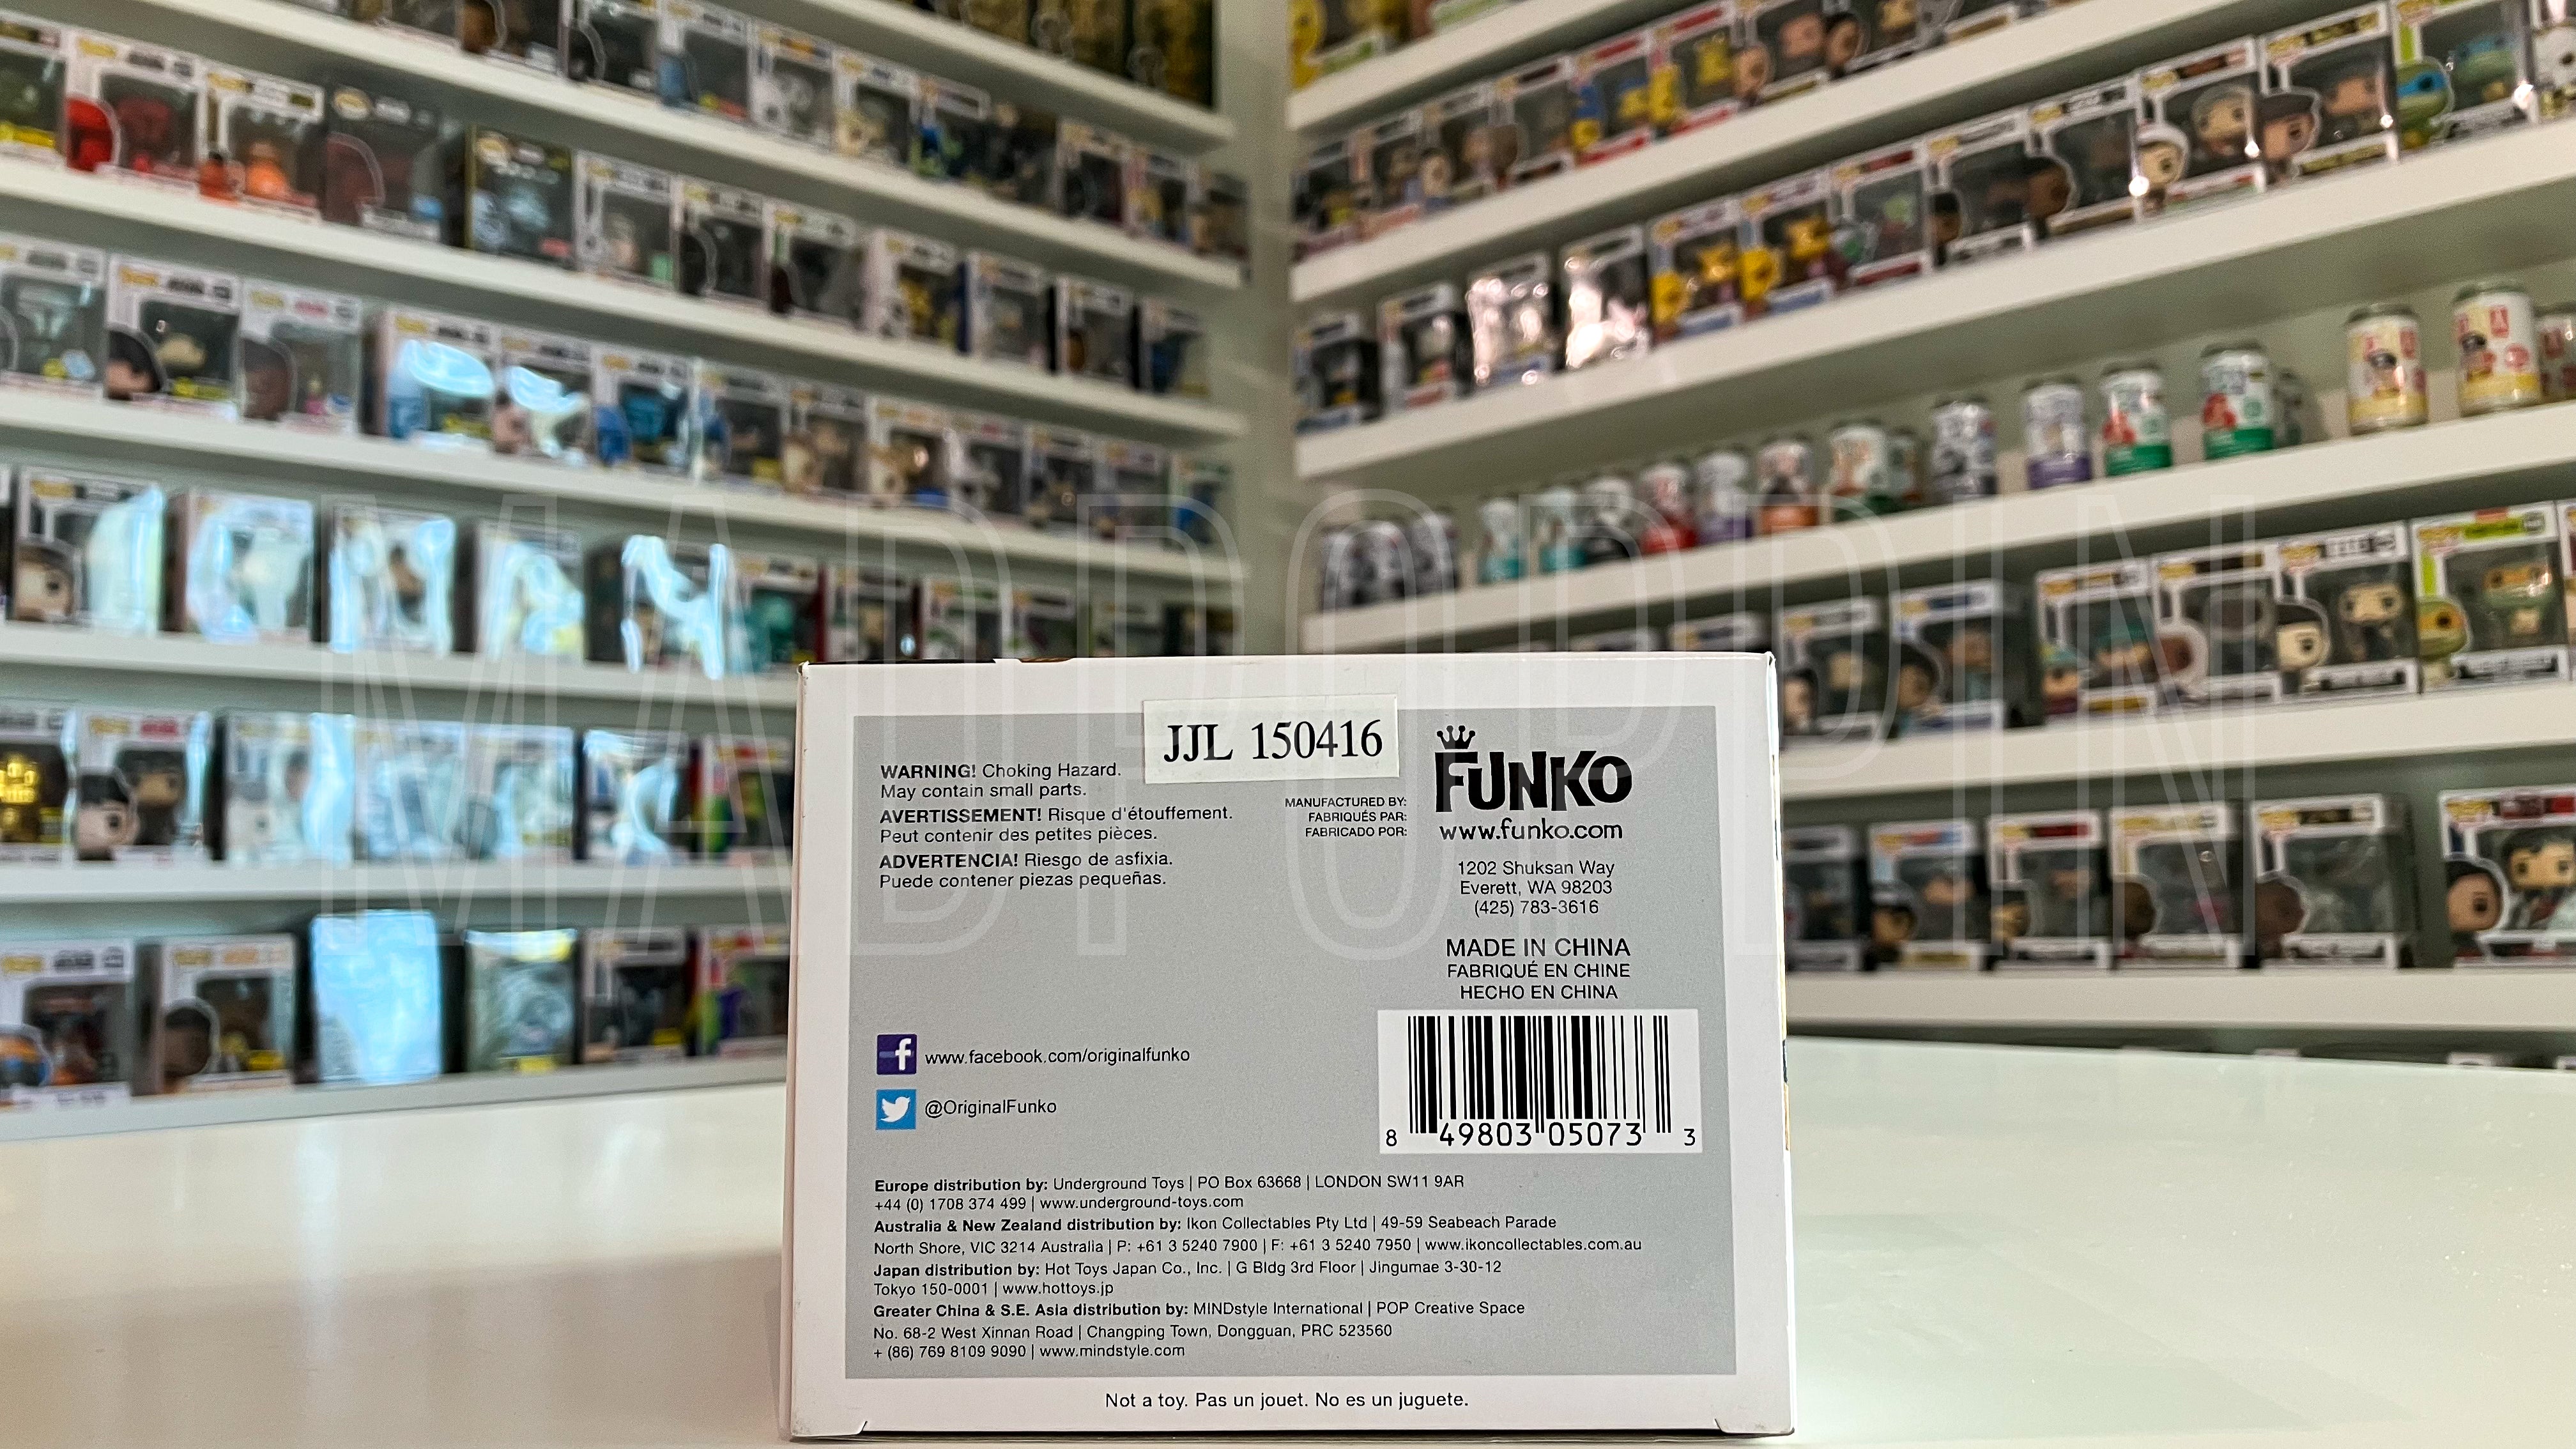 MADPOPPIN
JJL 150416
WARNING! Choking Hazard.
May contain small parts.
AVERTISSEMENT! Risque d'étouffement.
Peut contenir des petites pièces.
ADVERTENCIA! Riesgo de asfixia.
Puede contener piezas pequeñas.
MANUFACTURED BY:
FABRIQUÉS PAR:
FABRICADO POR:
FUNKO
www.funko.com
1202 Shuksan Way
Everett, WA 98203
(425) 783-3616
MADE IN CHINA
FABRIQUÉ EN CHINE
HECHO EN CHINA
f www.facebook.com/originalfunko
@OriginalFunko
8 49803 05073 3
Europe distribution by: Underground Toys | PO Box 63668 | LONDON SW11 9AR
+44 (0) 1708 374 499 | www.underground-toys.com
Australia & New Zealand distribution by: Ikon Collectables Pty Ltd | 49-59 Seabeach Parade
North Shore, VIC 3214 Australia | P: +61 3 5240 7900 | F: +61 3 5240 7950 | www.ikoncollectables.com.au
Japan distribution by: Hot Toys Japan Co., Inc. | G Bldg 3rd Floor | Jingumae 3-30-12
Tokyo 150-0001 | www.hottoys.jp
Greater China & S.E. Asia distribution by: MINDstyle International | POP Creative Space
No. 68-2 West Xinnan Road | Changping Town, Dongguan, PRC 523560
+ (86) 769 8109 9090 | www.mindstyle.com
Not a toy. Pas un jouet. No es un juguete.